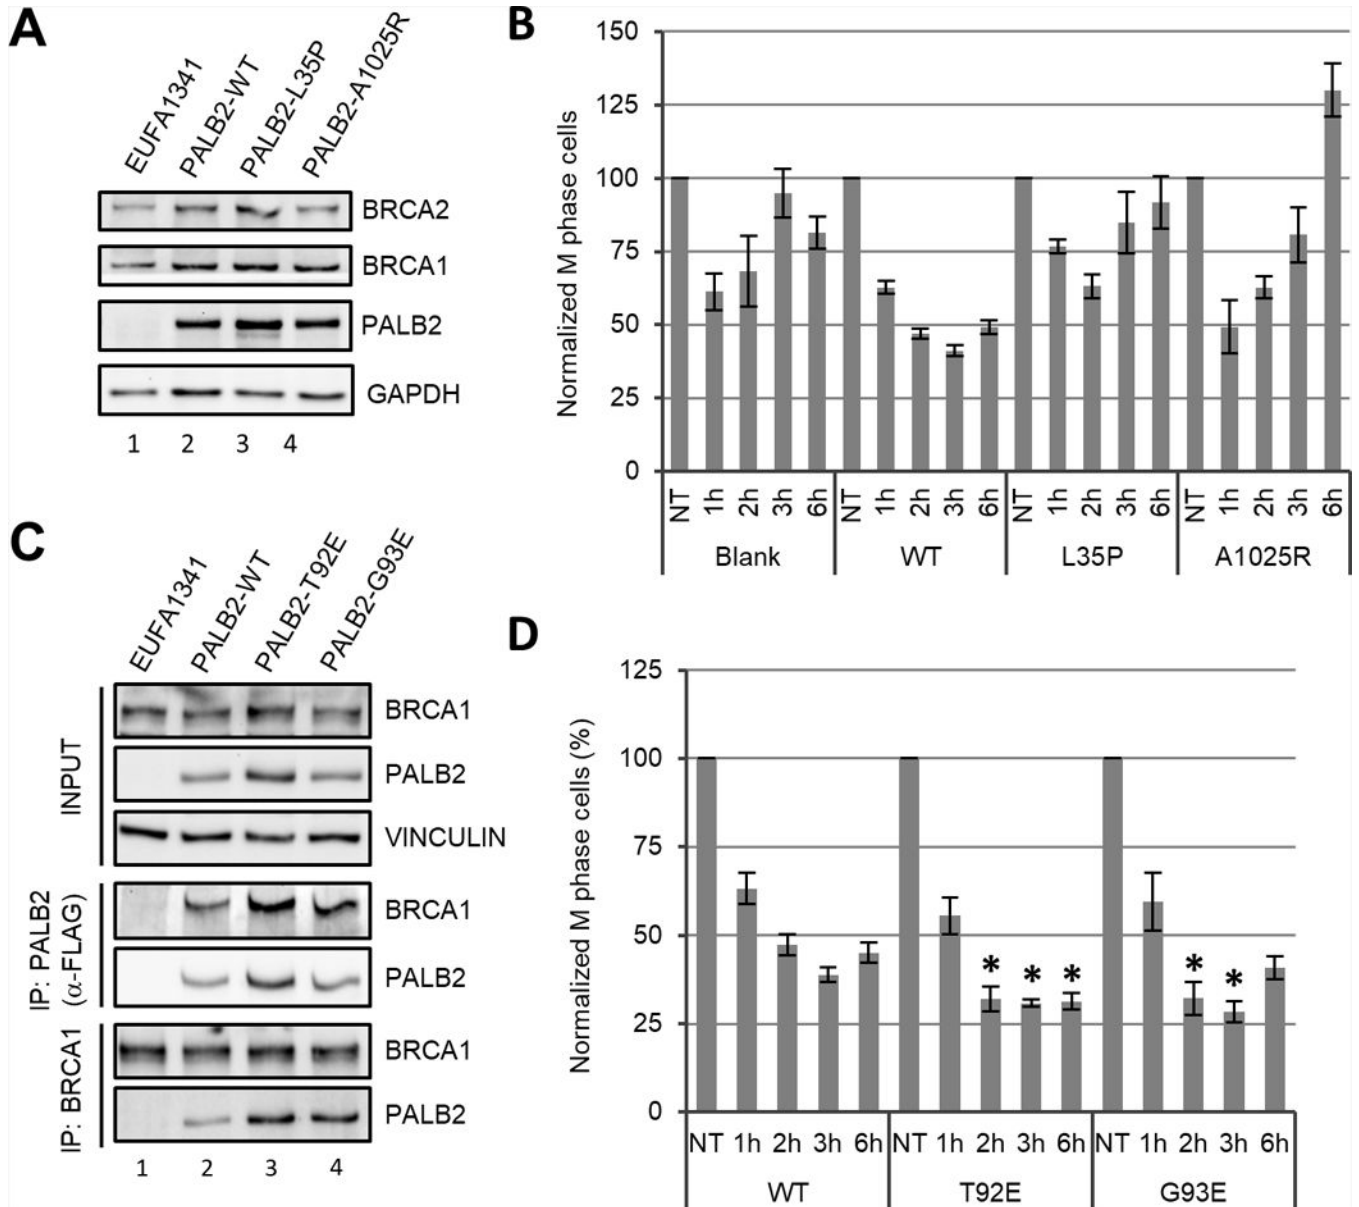 A
EUFA1341
PALB2-WT
PALB2-L35P
PALB2-A1025R
BRCA2
BRCA1
PALB2
GAPDH
1 2 3 4
B
Normalized M phase cells
150
125
100
75
50
25
0
NT 1h 2h 3h 6h NT 1h 2h 3h 6h NT 1h 2h 3h 6h NT 1h 2h 3h 6h
Blank WT L35P A1025R
C
EUFA1341
PALB2-WT
PALB2-T92E
PALB2-G93E
INPUT
BRCA1
PALB2
VINCULIN
IP: PALB2
(α-FLAG)
BRCA1
PALB2
IP: BRCA1
BRCA1
PALB2
1 2 3 4
D
Normalized M phase cells (%)
125
100
75
50
25
0
* * * * *
NT 1h 2h 3h 6h NT 1h 2h 3h 6h NT 1h 2h 3h 6h
WT T92E G93E